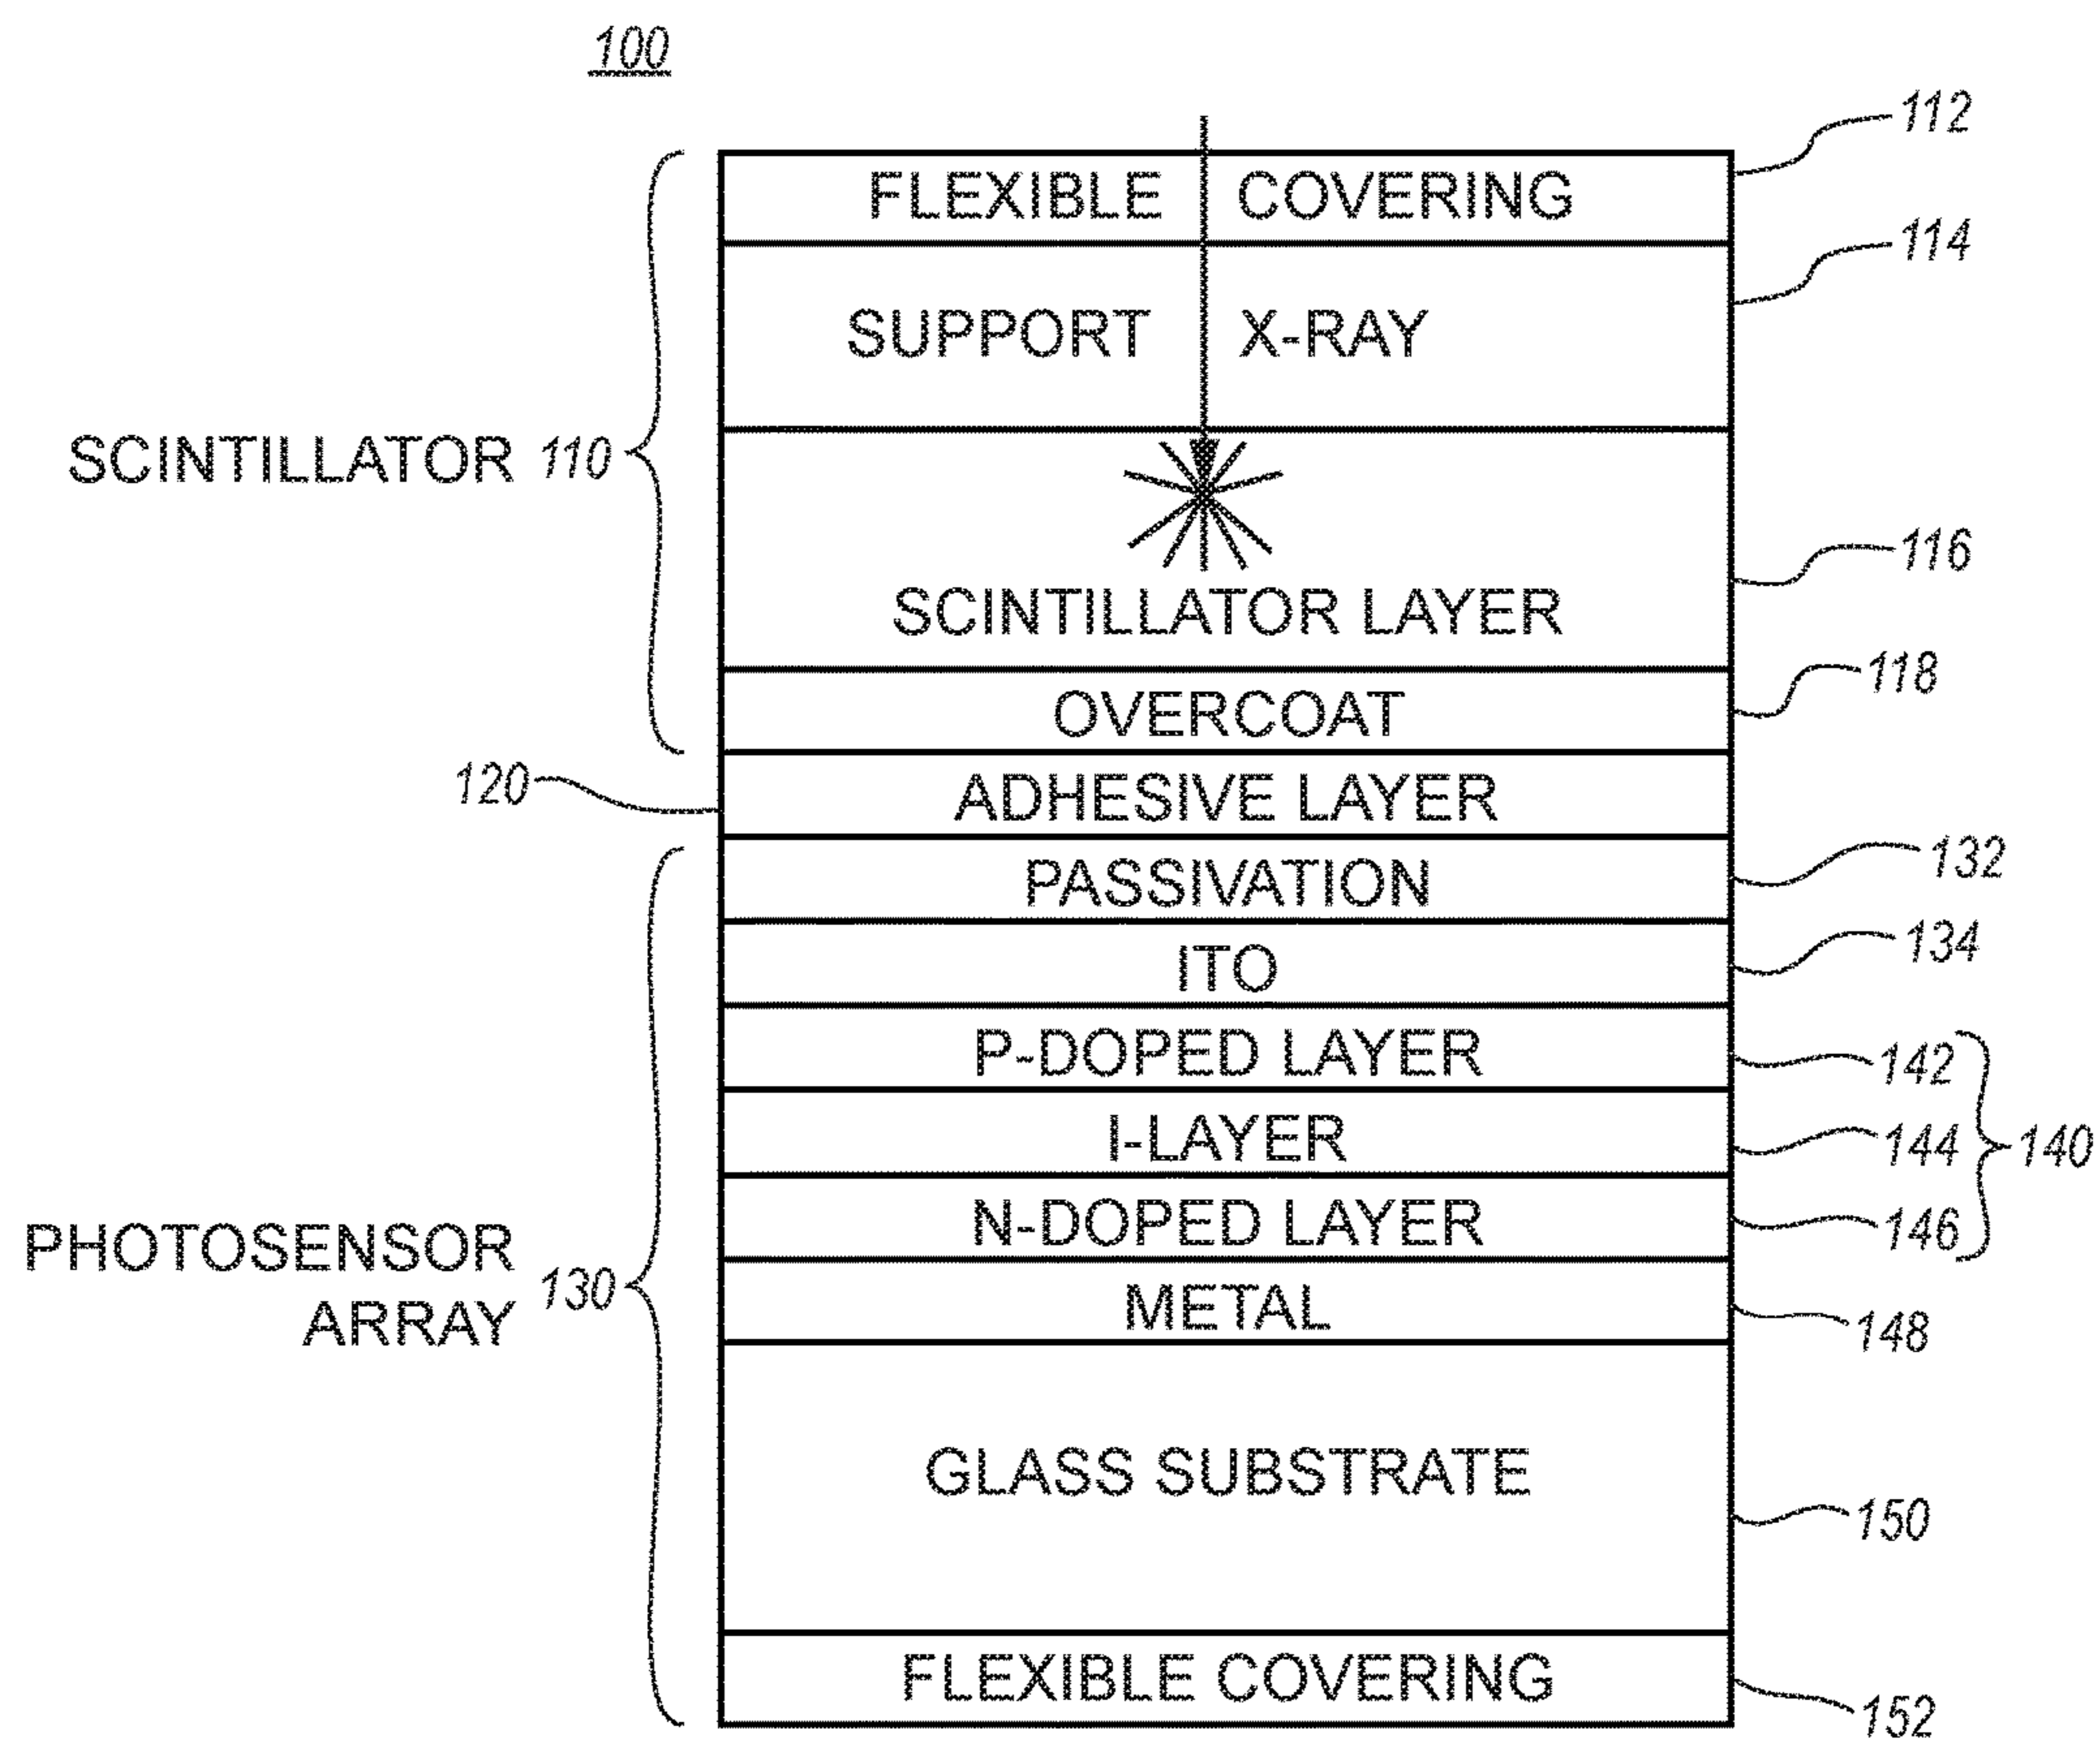 100
FLEXIBLE COVERING 112
SUPPORT X-RAY 114
SCINTILLATOR 110
SCINTILLATOR LAYER 116
OVERCOAT 118
120 ADHESIVE LAYER
PASSIVATION 132
ITO 134
P-DOPED LAYER 142
I-LAYER 144 140
N-DOPED LAYER 146
PHOTOSENSOR
ARRAY 130
METAL 148
GLASS SUBSTRATE 150
FLEXIBLE COVERING 152